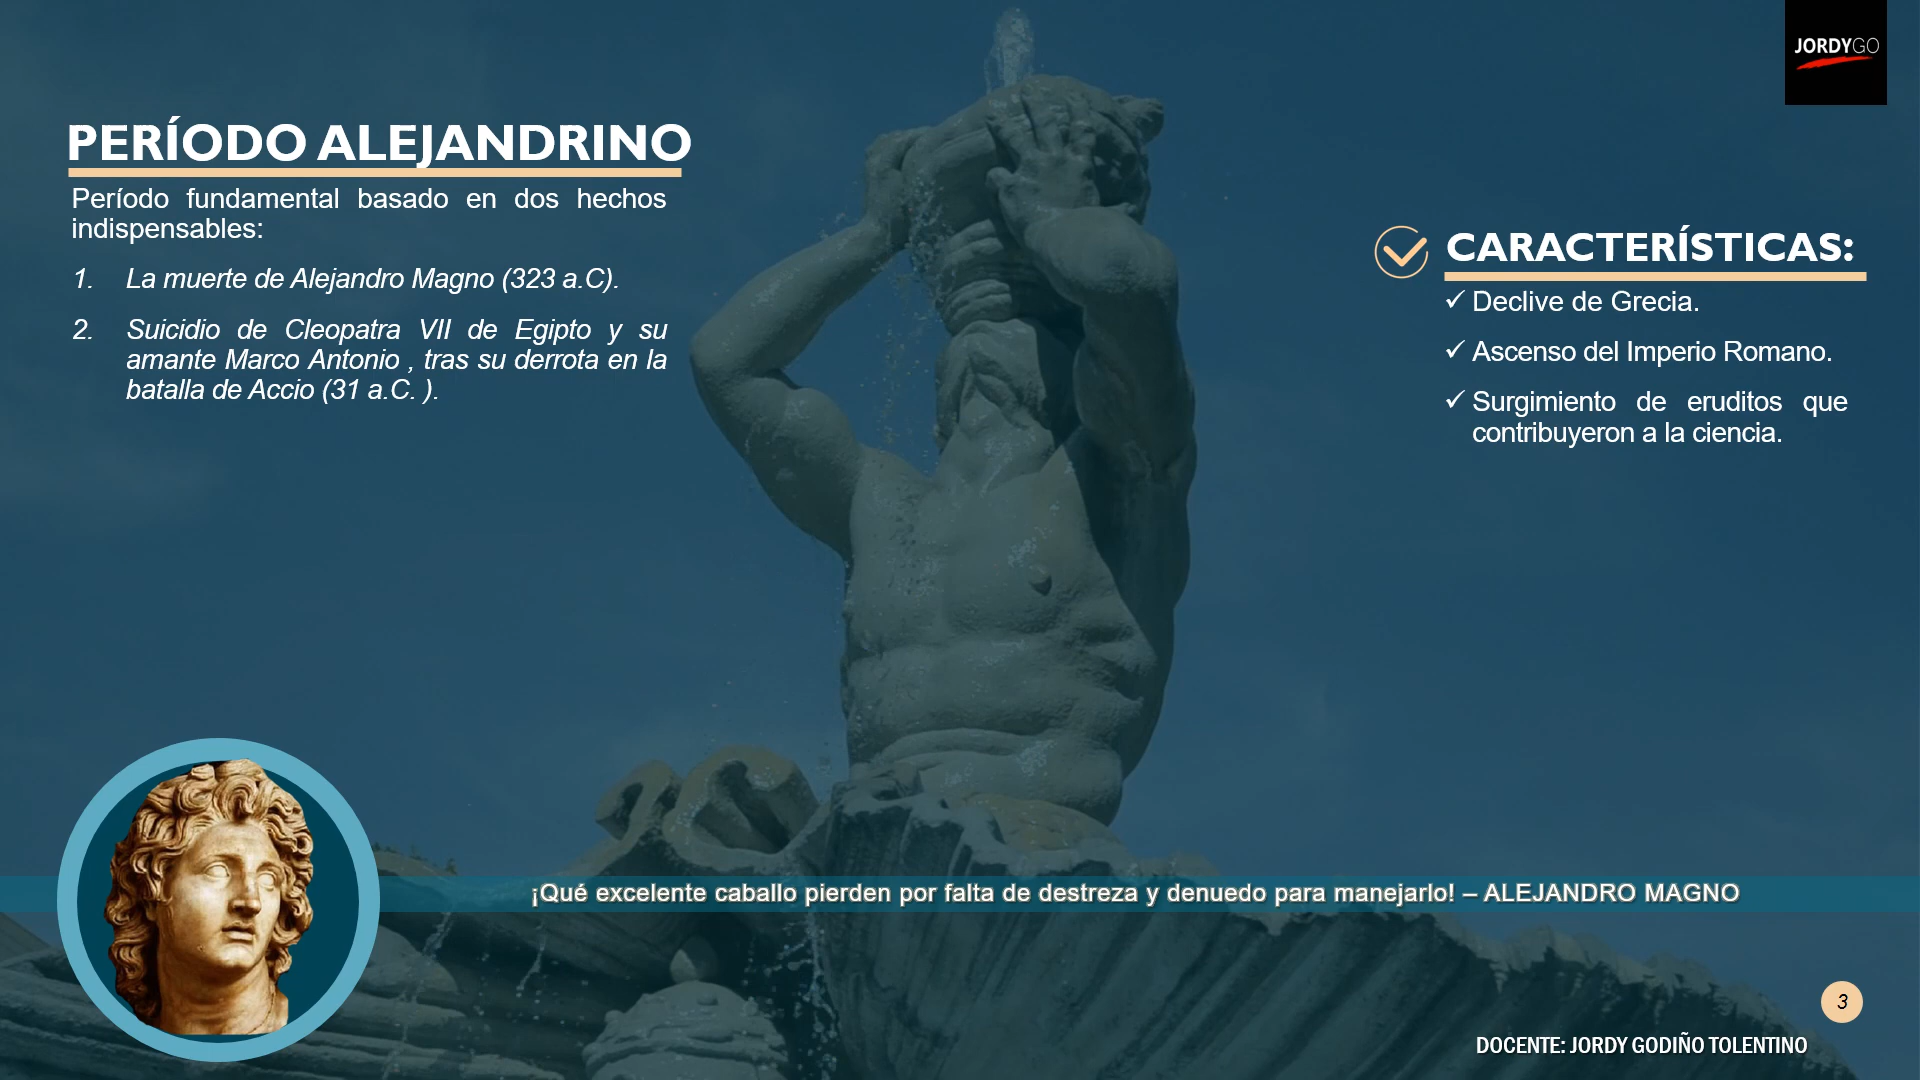 JORDYGO
PERÍODO ALEJANDRINO
Período fundamental basado en dos hechos
indispensables:
1. La muerte de Alejandro Magno (323 a.C).
2. Suicidio de Cleopatra VII de Egipto y su
amante Marco Antonio , tras su derrota en la
batalla de Accio (31 a.C. ).
CARACTERÍSTICAS:
✓ Declive de Grecia.
✓ Ascenso del Imperio Romano.
✓ Surgimiento de eruditos que
contribuyeron a la ciencia.
¡Qué excelente caballo pierden por falta de destreza y denuedo para manejarlo! – ALEJANDRO MAGNO
3
DOCENTE: JORDY GODIÑO TOLENTINO